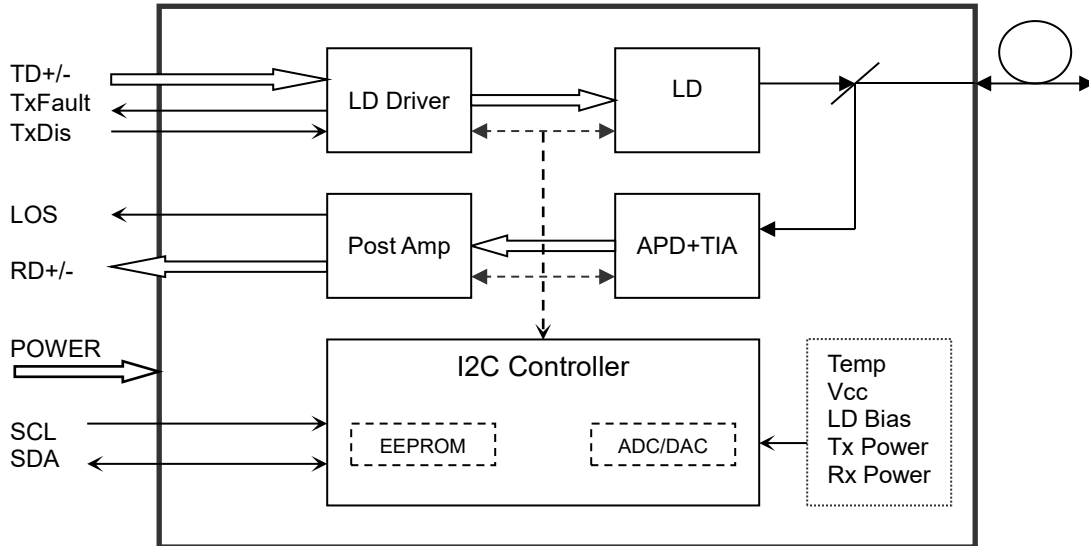 TD+/-
TxFault
TxDis
LD Driver
LD
LOS
RD+/-
Post Amp
APD+TIA
POWER
SCL
SDA
I2C Controller
EEPROM
ADC/DAC
Temp
Vcc
LD Bias
Tx Power
Rx Power